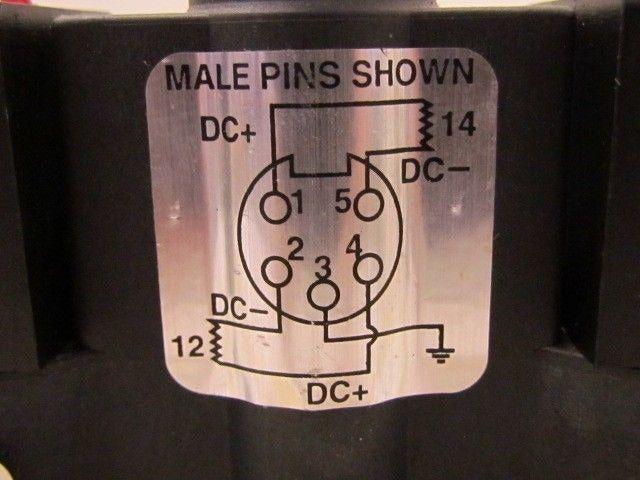 MALE PINS SHOWN
DC+
14
DC-
1
5
2
3
4
DC-
12
DC+